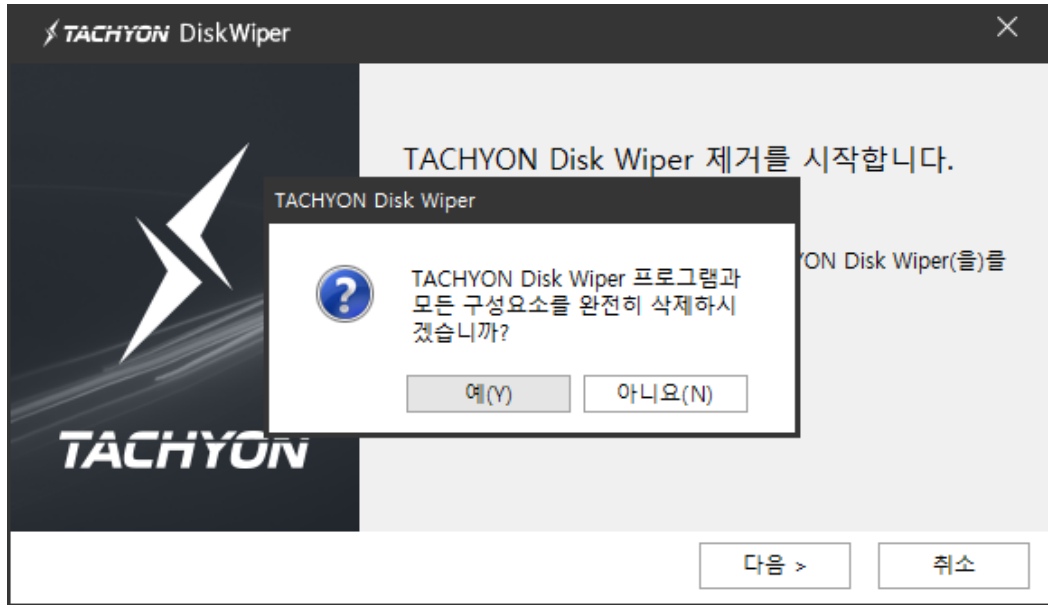 TACHYON DiskWiper
TACHYON Disk Wiper 제거를 시작합니다.
TACHYON Disk Wiper
ON Disk Wiper(을)를
TACHYON Disk Wiper 프로그램과
모든 구성요소를 완전히 삭제하시
겠습니까?
예(Y) 아니요(N)
TACHYON
다음 > 취소